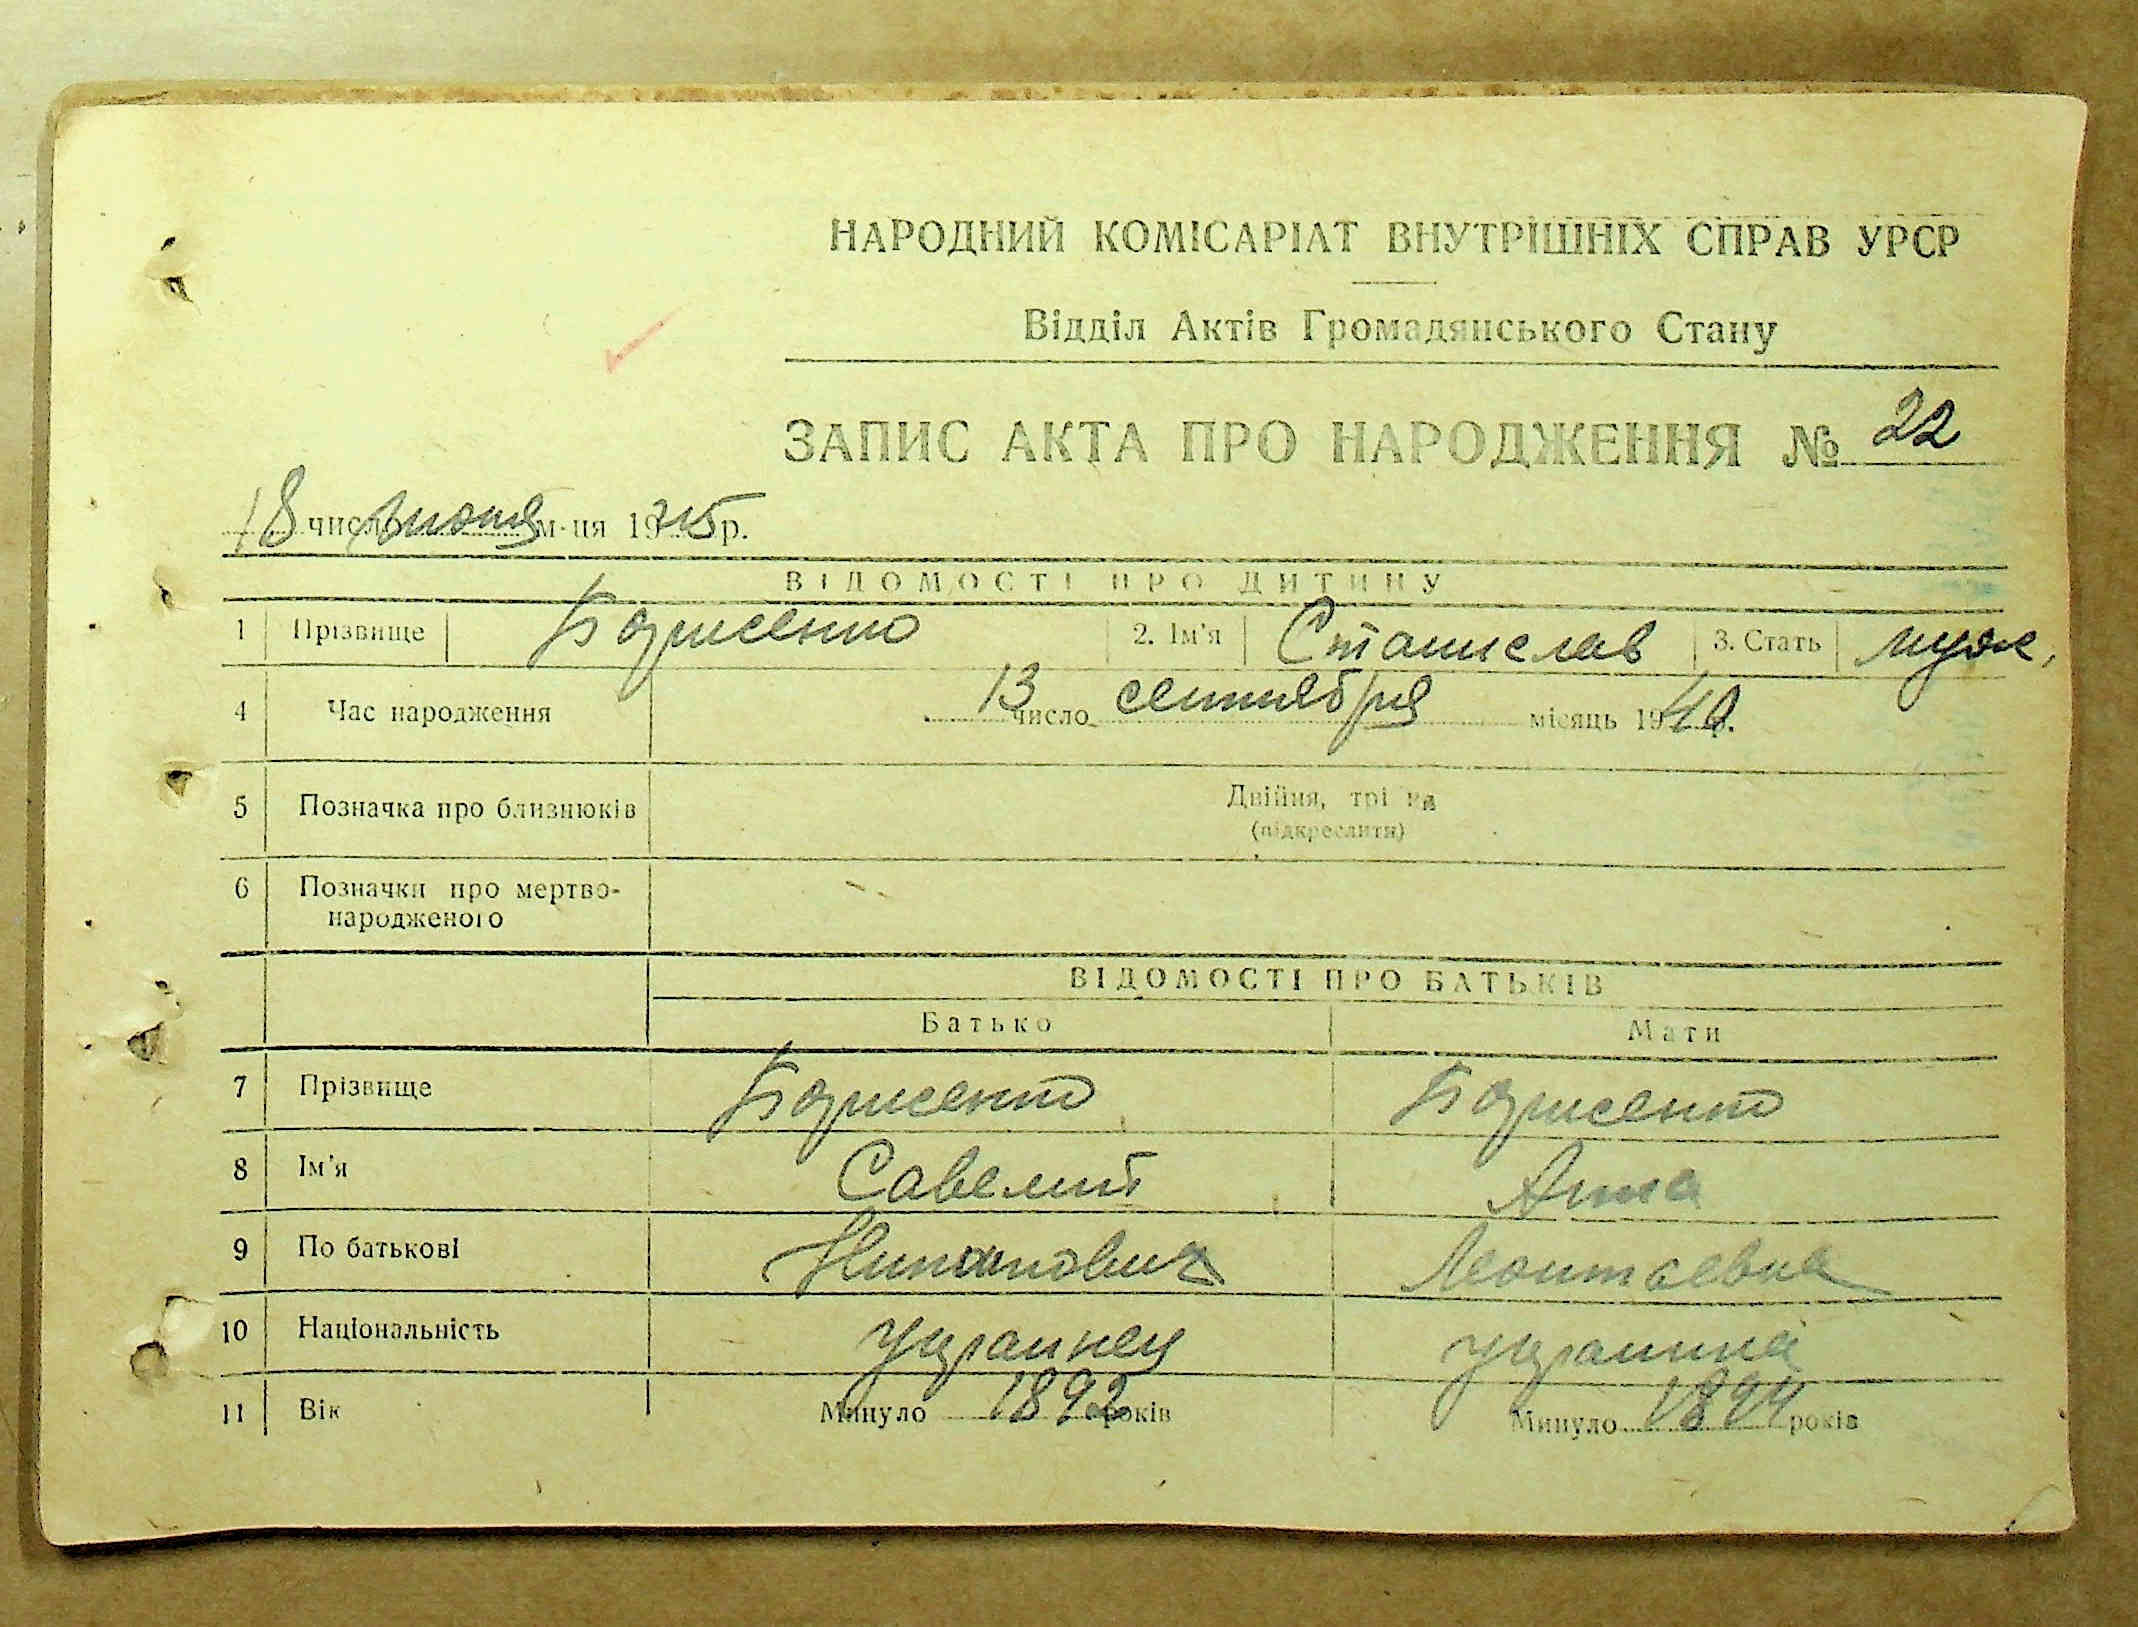 НАРОДНИЙ КОМІСАРІАТ ВНУТРІШНІХ СПРАВ УРСР
Відділ Актів Громадянського Стану
ЗАПИС АКТА ПРО НАРОДЖЕННЯ № 22
18 число м-ця 1945 р.
ВІДОМОСТІ ПРО ДИТИНУ
1 Прізвище Борисенко 2. Ім'я Станислав 3. Стать муж.
4 Час народження 13 число сентября місяць 1940 р.
5 Позначка про близнюків Двійня, трійня
(підкреслити)
6 Позначки про мертво-
народженого
ВІДОМОСТІ ПРО БАТЬКІВ
Батько Мати
7 Прізвище Борисенко Борисенко
8 Ім'я Савелий Анна
9 По батькові Леонтьевна
10 Національність украинец украинка
11 Вік Минуло 1892 років Минуло 1894 років